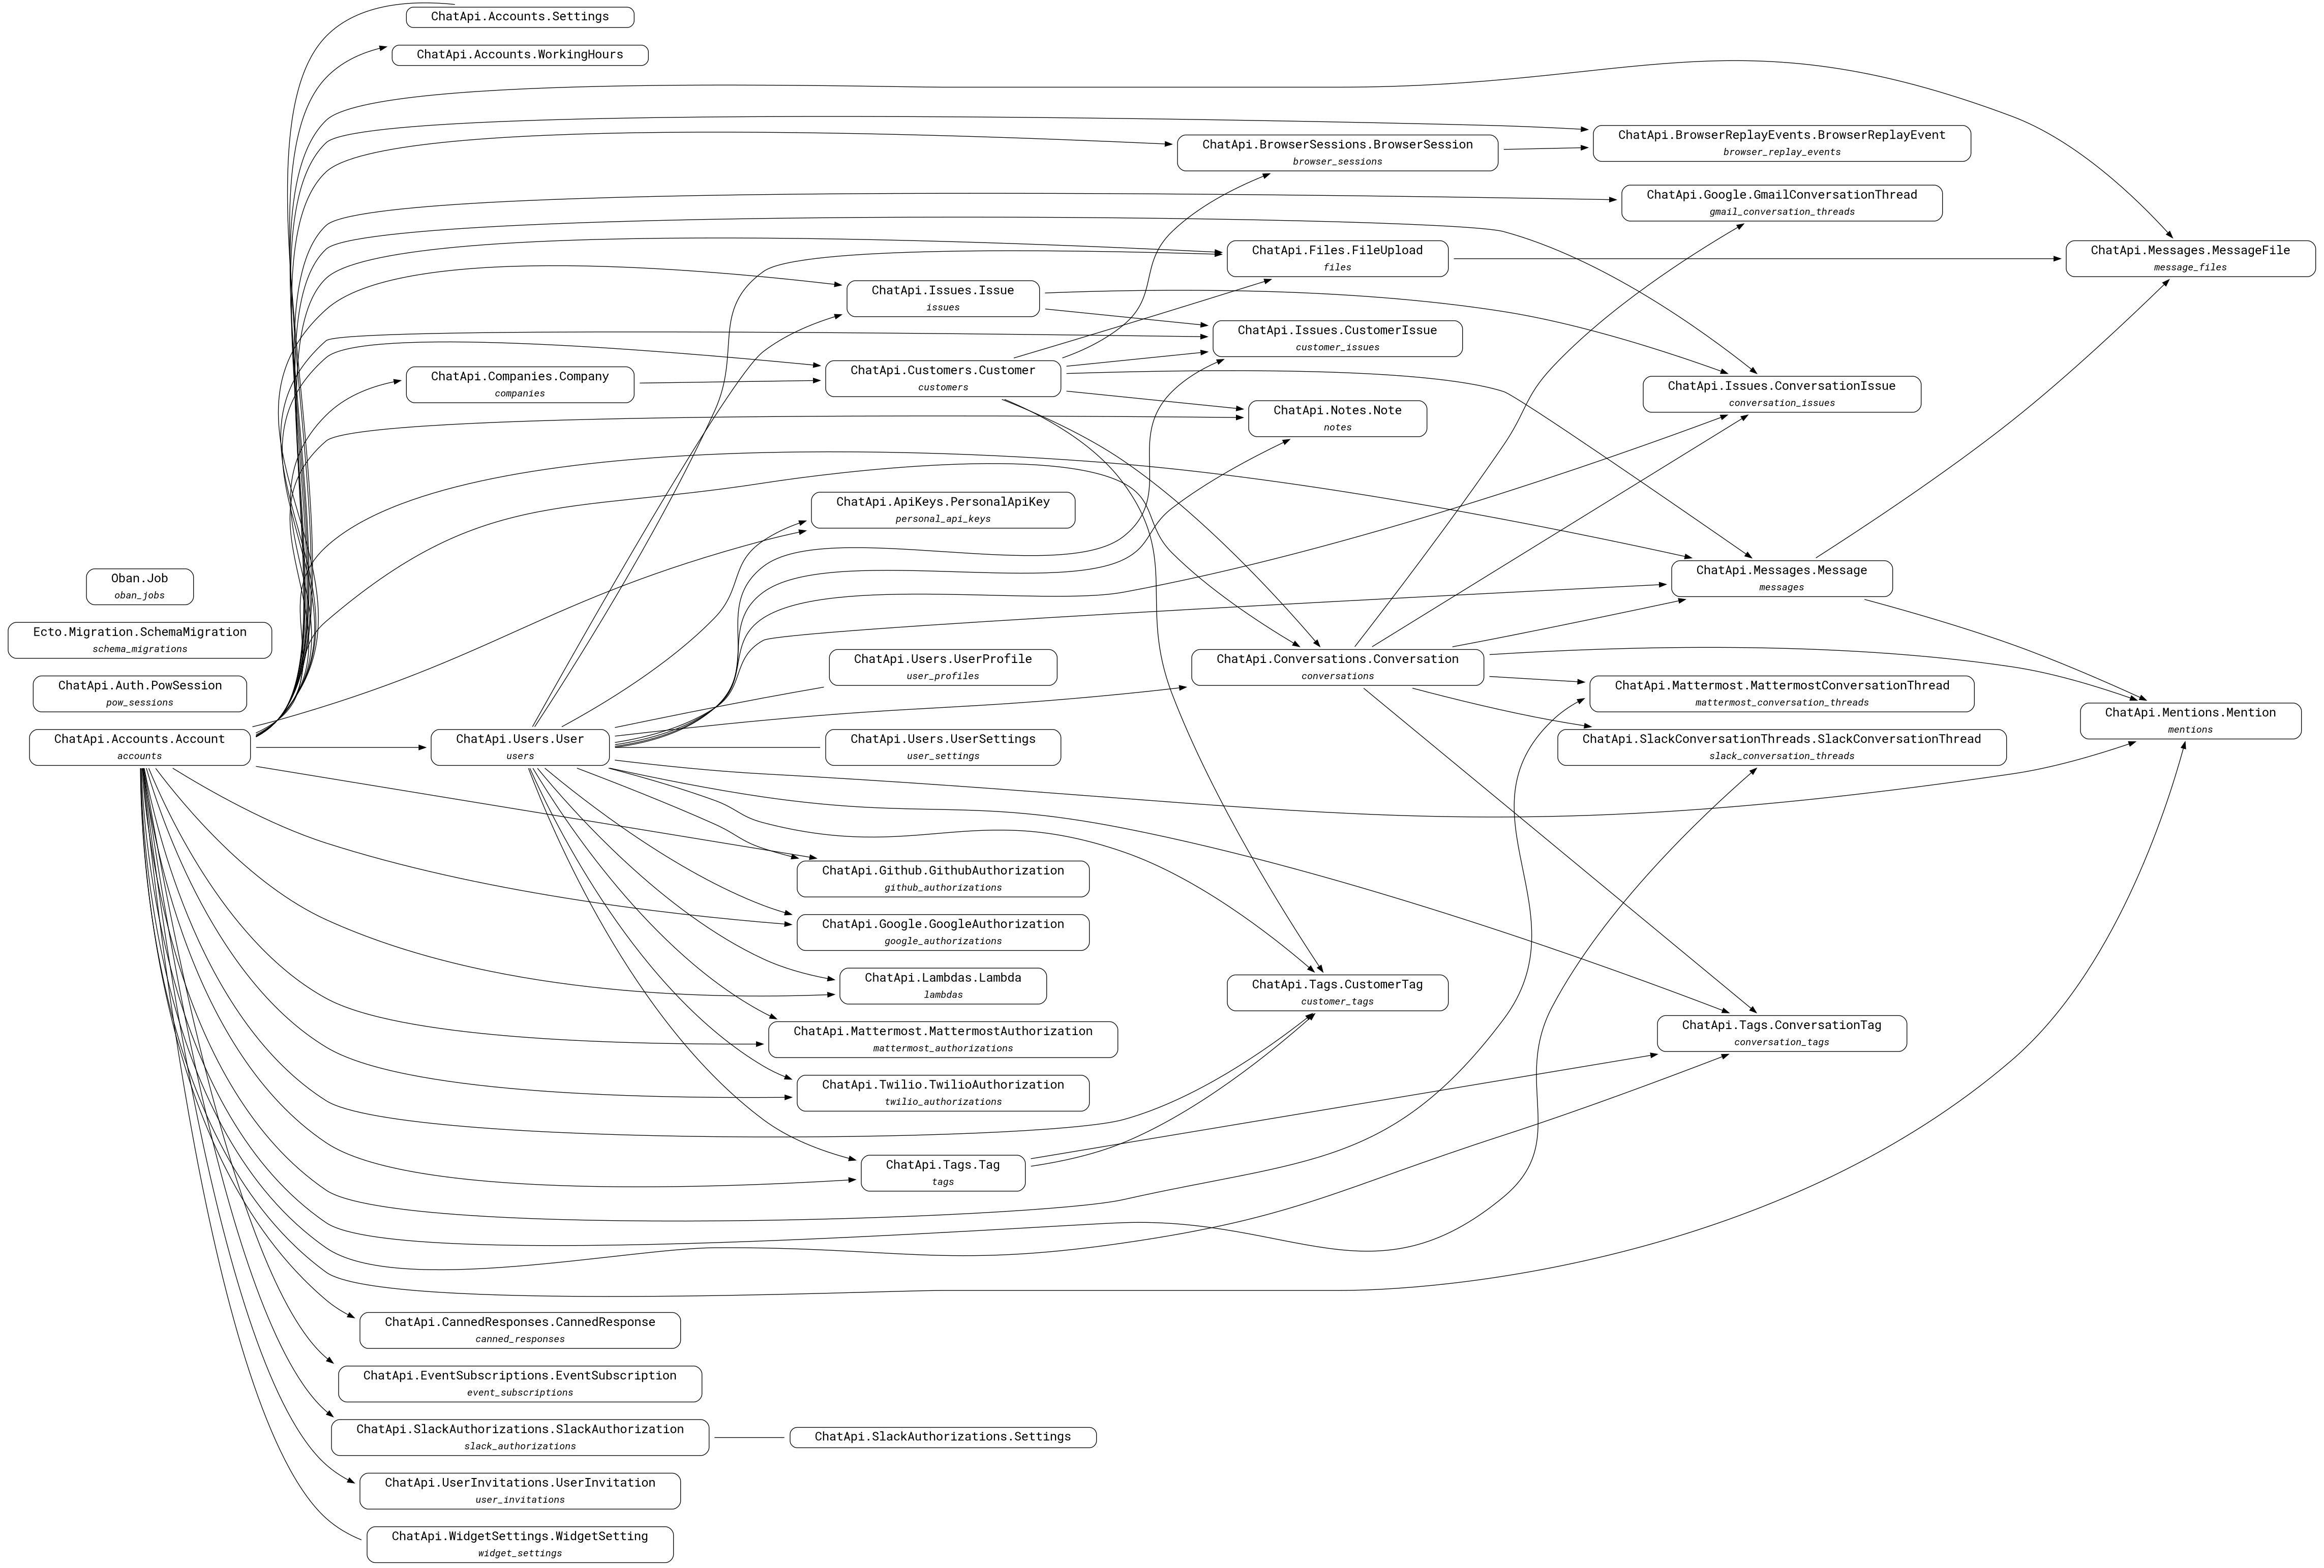 ChatApi.Accounts.Settings
ChatApi.Accounts.WorkingHours
ChatApi.BrowserSessions.BrowserSession
browser_sessions
ChatApi.BrowserReplayEvents.BrowserReplayEvent
browser_replay_events
ChatApi.Google.GmailConversationThread
gmail_conversation_threads
ChatApi.Files.FileUpload
files
ChatApi.Messages.MessageFile
message_files
ChatApi.Issues.Issue
issues
ChatApi.Issues.CustomerIssue
customer_issues
ChatApi.Companies.Company
companies
ChatApi.Customers.Customer
customers
ChatApi.Issues.ConversationIssue
conversation_issues
ChatApi.Notes.Note
notes
ChatApi.ApiKeys.PersonalApiKey
personal_api_keys
Oban.Job
oban_jobs
ChatApi.Messages.Message
messages
Ecto.Migration.SchemaMigration
schema_migrations
ChatApi.Users.UserProfile
user_profiles
ChatApi.Conversations.Conversation
conversations
ChatApi.Auth.PowSession
pow_sessions
ChatApi.Mattermost.MattermostConversationThread
mattermost_conversation_threads
ChatApi.Mentions.Mention
mentions
ChatApi.Accounts.Account
accounts
ChatApi.Users.User
users
ChatApi.Users.UserSettings
user_settings
ChatApi.SlackConversationThreads.SlackConversationThread
slack_conversation_threads
ChatApi.Github.GithubAuthorization
github_authorizations
ChatApi.Google.GoogleAuthorization
google_authorizations
ChatApi.Lambdas.Lambda
lambdas
ChatApi.Tags.CustomerTag
customer_tags
ChatApi.Mattermost.MattermostAuthorization
mattermost_authorizations
ChatApi.Tags.ConversationTag
conversation_tags
ChatApi.Twilio.TwilioAuthorization
twilio_authorizations
ChatApi.Tags.Tag
tags
ChatApi.CannedResponses.CannedResponse
canned_responses
ChatApi.EventSubscriptions.EventSubscription
event_subscriptions
ChatApi.SlackAuthorizations.SlackAuthorization
slack_authorizations
ChatApi.SlackAuthorizations.Settings
ChatApi.UserInvitations.UserInvitation
user_invitations
ChatApi.WidgetSettings.WidgetSetting
widget_settings